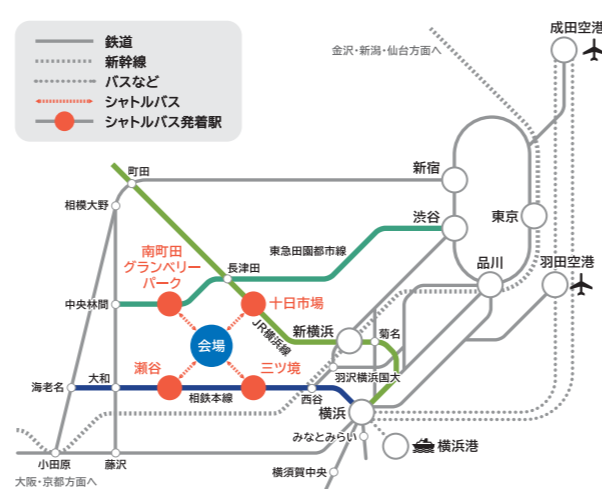 鉄道
新幹線
バスなど
シャトルバス
シャトルバス発着駅
成田空港
金沢・新潟・仙台方面へ
町田
新宿
相模大野
渋谷
東京
南町田
グランベリー
パーク
東急田園都市線
長津田
品川
羽田空港
中央林間
十日市場
JR横浜線
新横浜
菊名
会場
瀬谷
三ツ境
羽沢横浜国大
海老名
大和
相鉄本線
西谷
横浜
みなとみらい
横浜港
小田原
藤沢
横須賀中央
大阪・京都方面へ